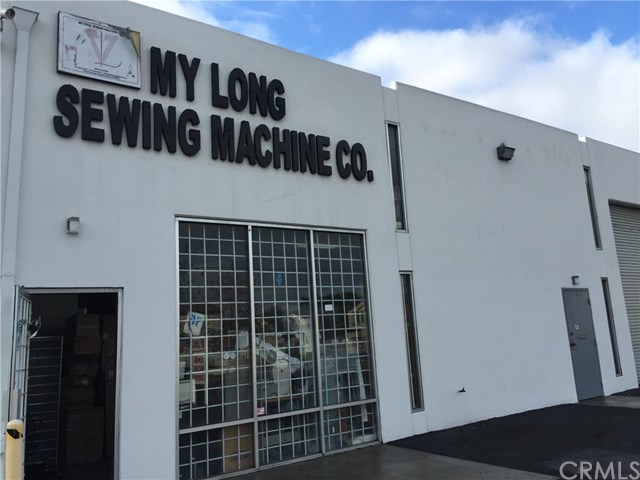 MY LONG
SEWING MACHINE CO.
CRMLS